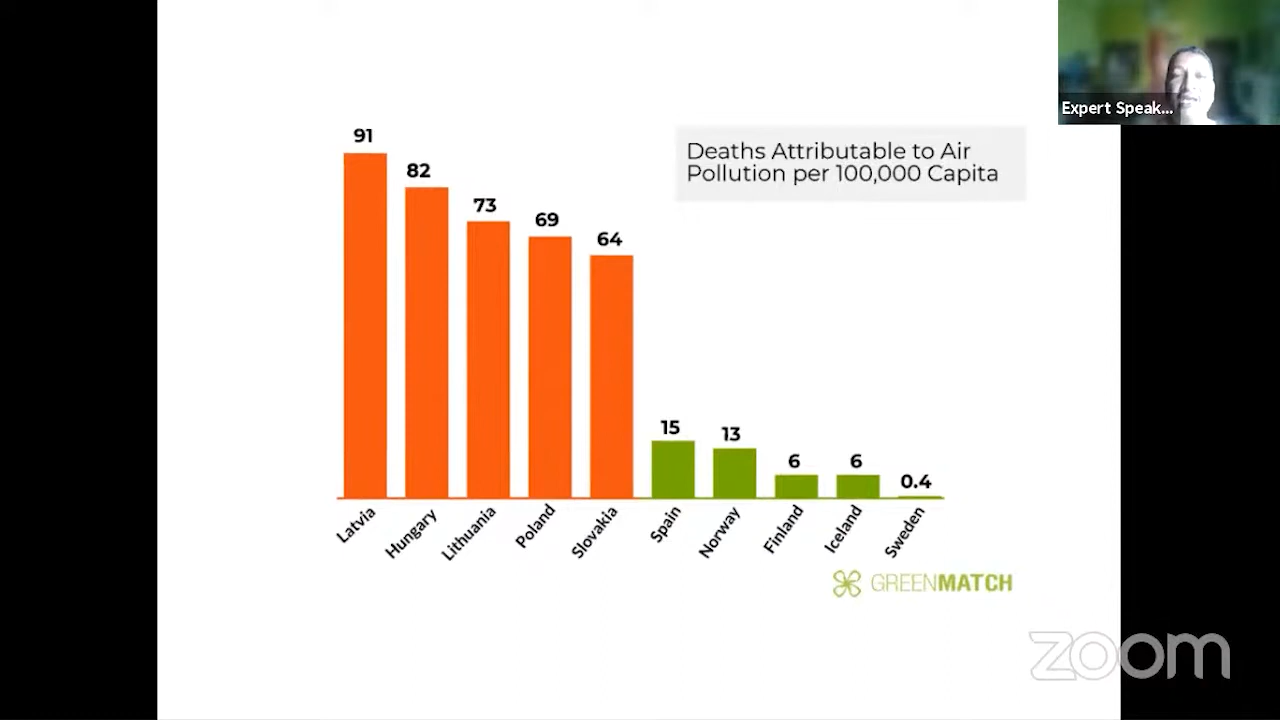 Expert Speak...
Deaths Attributable to Air
Pollution per 100,000 Capita
91
82
73
69
64
15
13
6
6
0.4
Latvia
Hungary
Lithuania
Poland
Slovakia
Spain
Norway
Finland
Iceland
Sweden
GREENMATCH
zoom